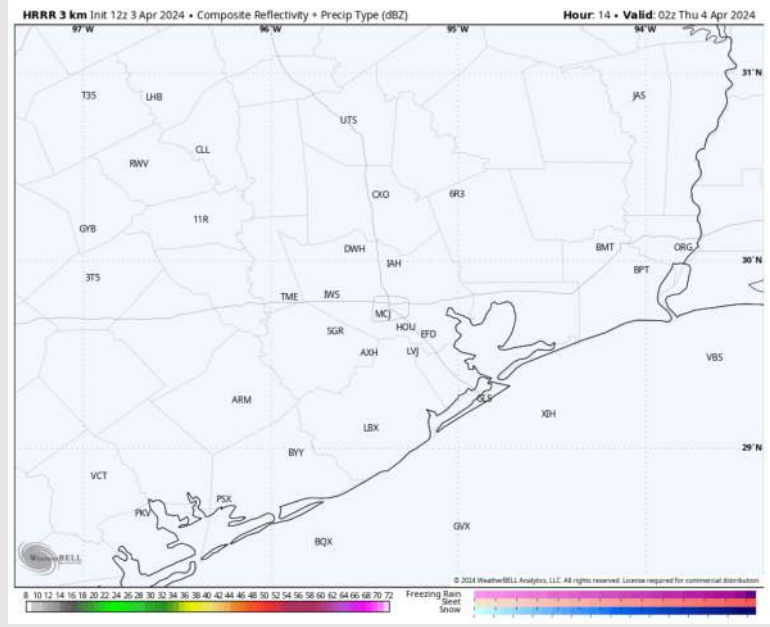 HRRR 3 km Init 12z 3 Apr 2024 • Composite Reflectivity + Precip Type (dBZ) Hour: 14 • Valid: 02z Thu 4 Apr 2024
97°W 96°W 95°W 94°W
31°N
T35 LHB JAS
UTS
CLL
RWV
CXO 6R3
11R
GYB
DWH BMT ORG
IAH
30°N
BPT
3T5
TME IWS
MCJ
SGR HOU EFD
AXH LVJ VBS
ARM GLS
XIH
LBX
29°N
BYY
VCT
PSX
PKV
GVX
BQX
WeatherBELL
© 2024 WeatherBELL Analytics, LLC. All rights reserved. License required for commercial distribution.
8 10 12 14 16 18 20 22 24 26 28 30 32 34 36 38 40 42 44 46 48 50 52 54 56 58 60 62 64 66 68 70 72
Freezing Rain
Sleet
Snow